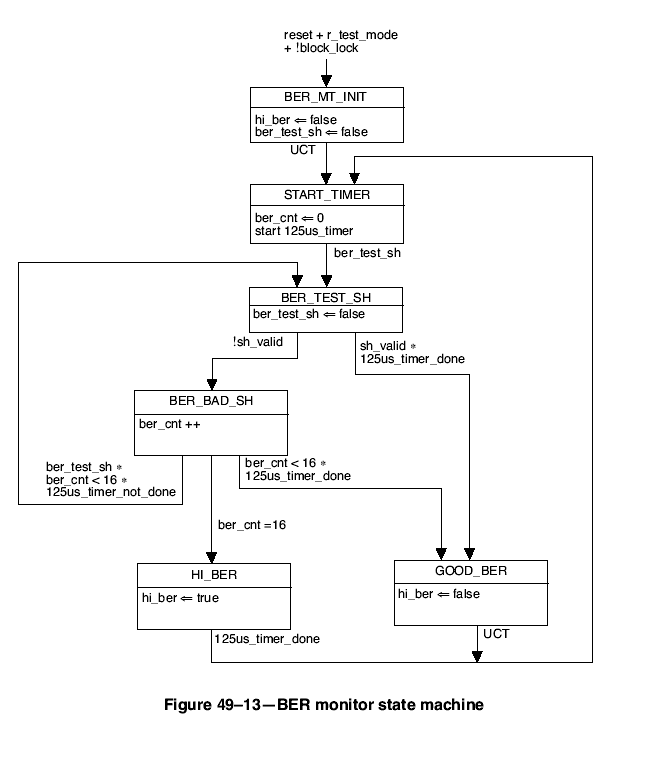 reset + r_test_mode
+ !block_lock
BER_MT_INIT
hi_ber ⇐ false
ber_test_sh ⇐ false
UCT
START_TIMER
ber_cnt ⇐ 0
start 125us_timer
ber_test_sh
BER_TEST_SH
ber_test_sh ⇐ false
!sh_valid
sh_valid *
125us_timer_done
BER_BAD_SH
ber_cnt ++
ber_test_sh *
ber_cnt < 16 *
125us_timer_not_done
ber_cnt < 16 *
125us_timer_done
ber_cnt =16
HI_BER
hi_ber ⇐ true
125us_timer_done
GOOD_BER
hi_ber ⇐ false
UCT
Figure 49–13—BER monitor state machine